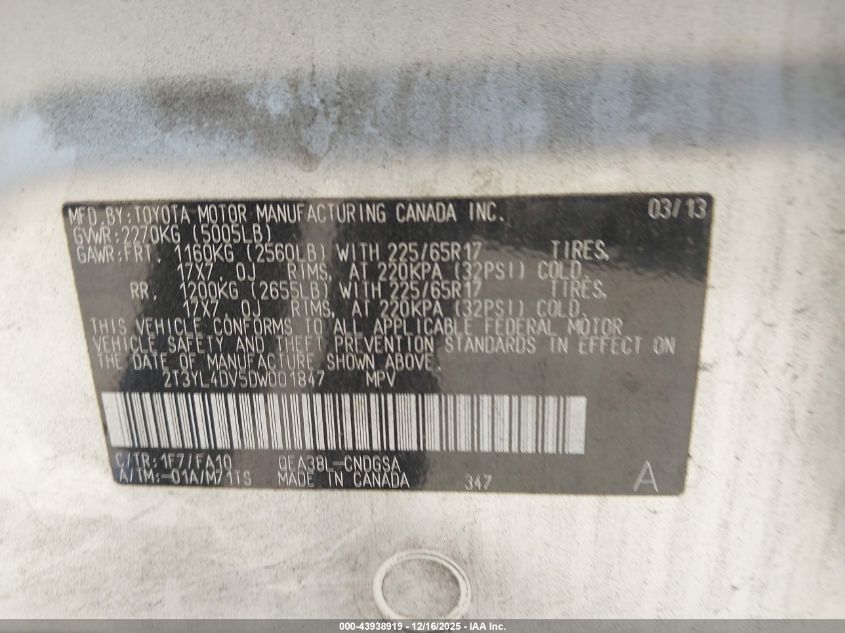 MFD.BY:TOYOTA MOTOR MANUFACTURING CANADA INC. 03/13
GVWR:2270KG (5005LB)
GAWR:FRT. 1160KG (2560LB) WITH 225/65R17 TIRES,
17X7.0J RIMS, AT 220KPA (32PSI) COLD.
RR. 1200KG (2655LB) WITH 225/65R17 TIRES,
17X7.0J RIMS, AT 220KPA (32PSI) COLD.
THIS VEHICLE CONFORMS TO ALL APPLICABLE FEDERAL MOTOR
VEHICLE SAFETY AND THEFT PREVENTION STANDARDS IN EFFECT ON
THE DATE OF MANUFACTURE SHOWN ABOVE.
2T3YL4DV5DW001847 MPV
C/TR:1F7/FA10 QEA38L-CNDGSA
A/TM:-01A/M71TS MADE IN CANADA 347 A
000-43938919 - 12/16/2025 - IAA Inc.